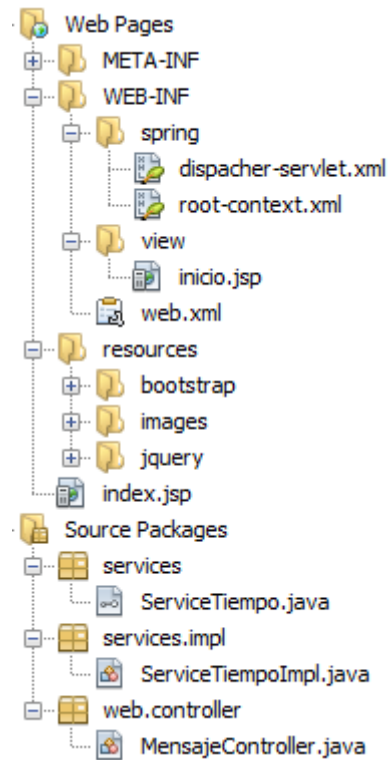 Web Pages
META-INF
WEB-INF
spring
dispacher-servlet.xml
root-context.xml
view
inicio.jsp
web.xml
resources
bootstrap
images
jquery
index.jsp
Source Packages
services
ServiceTiempo.java
services.impl
ServiceTiempoImpl.java
web.controller
MensajeController.java